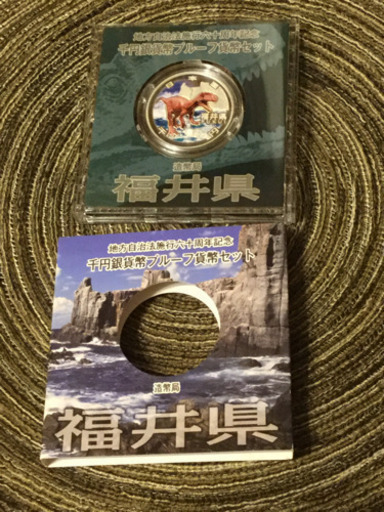 地方自治法施行六十周年記念
千円銀貨幣プルーフ貨幣セット
造幣局
福井県
地方自治法施行六十周年記念
千円銀貨幣プルーフ貨幣セット
造幣局
福井県